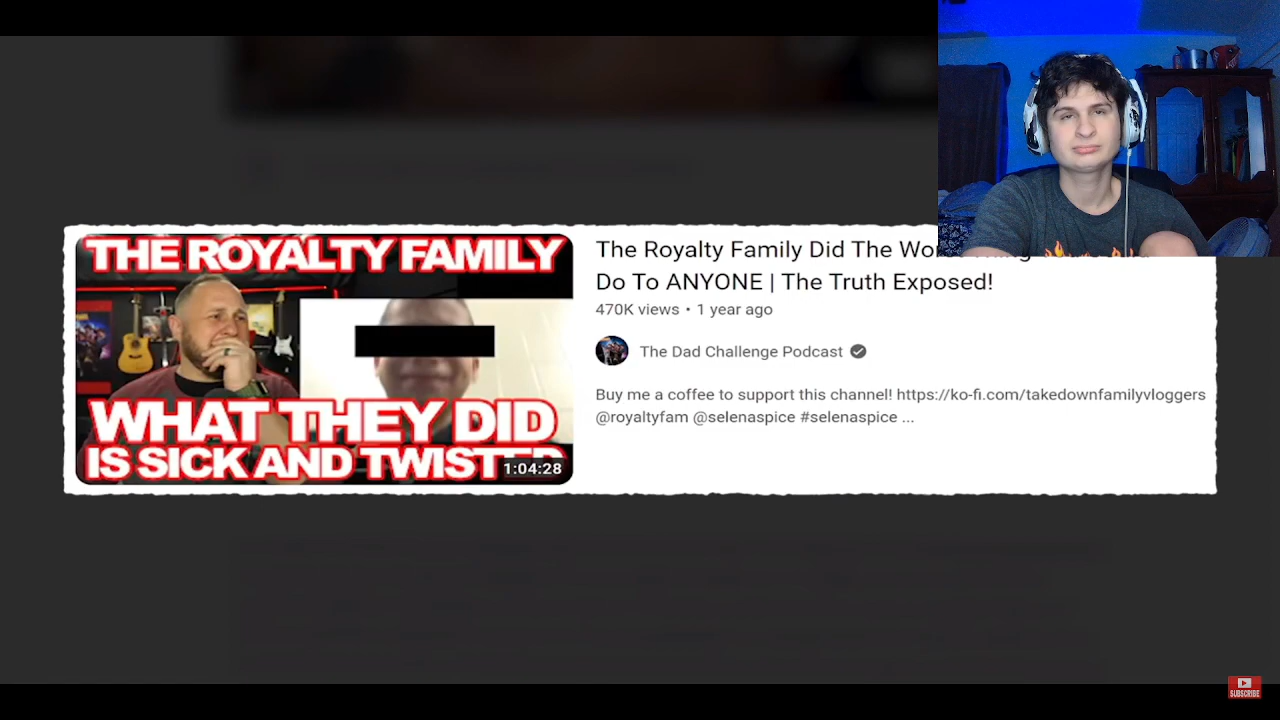 THE ROYALTY FAMILY
WHAT THEY DID
IS SICK AND
1:04:28
The Royalty Family Did The
Do To ANYONE | The Truth Exposed!
470K views • 1 year ago
The Dad Challenge Podcast
Buy me a coffee to support this channel! https://ko-fi.com/takedownfamilyvloggers
@royaltyfam @selenaspice #selenaspice ...
SUBSCRIBE